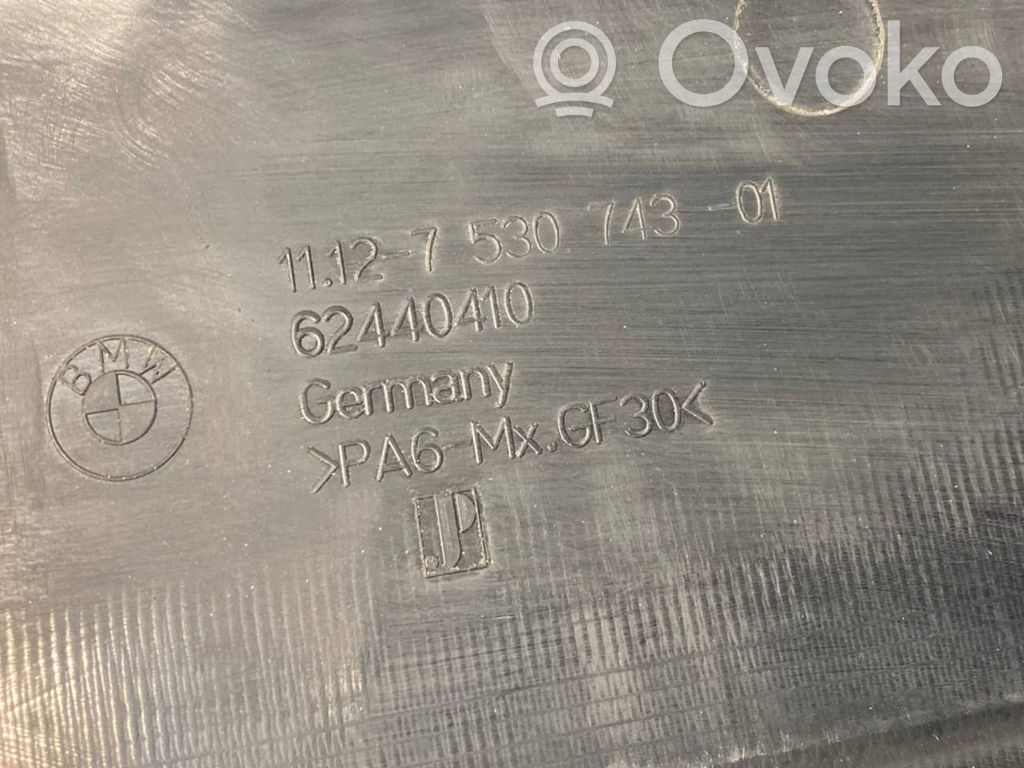 Ovoko
11.12-7 530 743 -01
62440410
Germany
BMW
>PA6-Mx.GF30<
JP